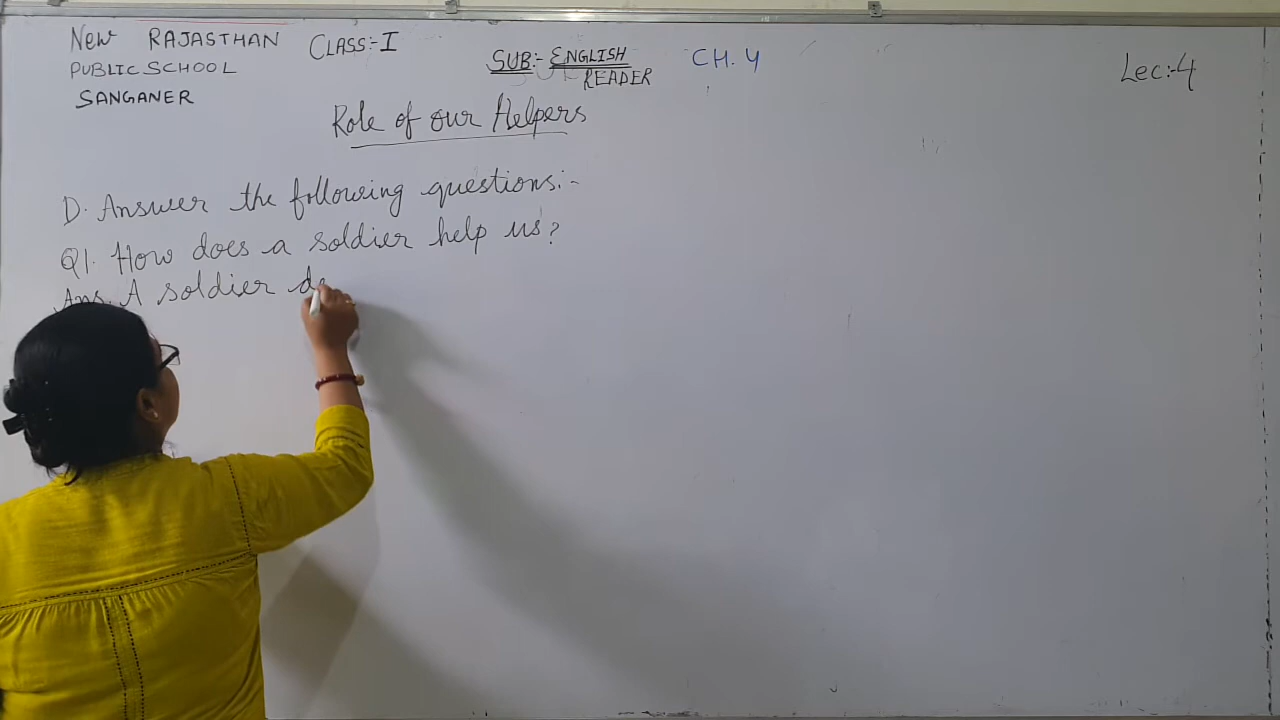 New RAJASTHAN
PUBLIC SCHOOL
SANGANER
CLASS:-I
SUB:- ENGLISH
READER
CH. 4
Lec:-4
Role of our Helpers
D. Answer the following questions:-
Q1. How does a soldier help us?
Ans. A soldier de